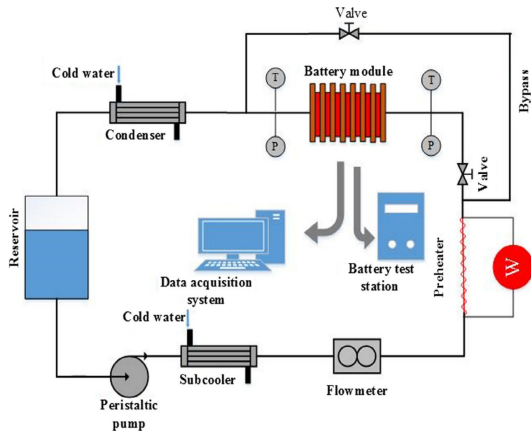 Valve
Cold water
Battery module
T
T
Bypass
Condenser
P
P
Valve
Reservoir
Data acquisition
system
Battery test
station
Preheater
W
Cold water
Subcooler
Flowmeter
Peristaltic
pump